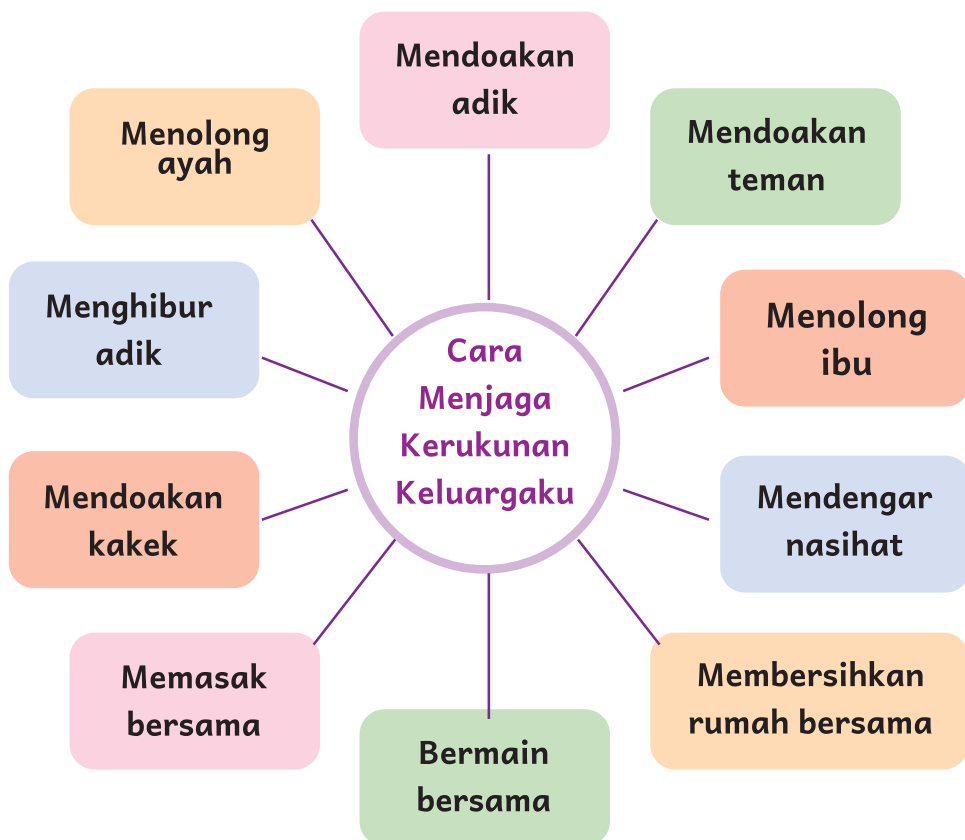 Mendoakan
adik
Mendoakan
teman
Menolong
ibu
Mendengar
nasihat
Membersihkan
rumah bersama
Bermain
bersama
Memasak
bersama
Mendoakan
kakek
Menghibur
adik
Menolong
ayah
Cara
Menjaga
Kerukunan
Keluargaku